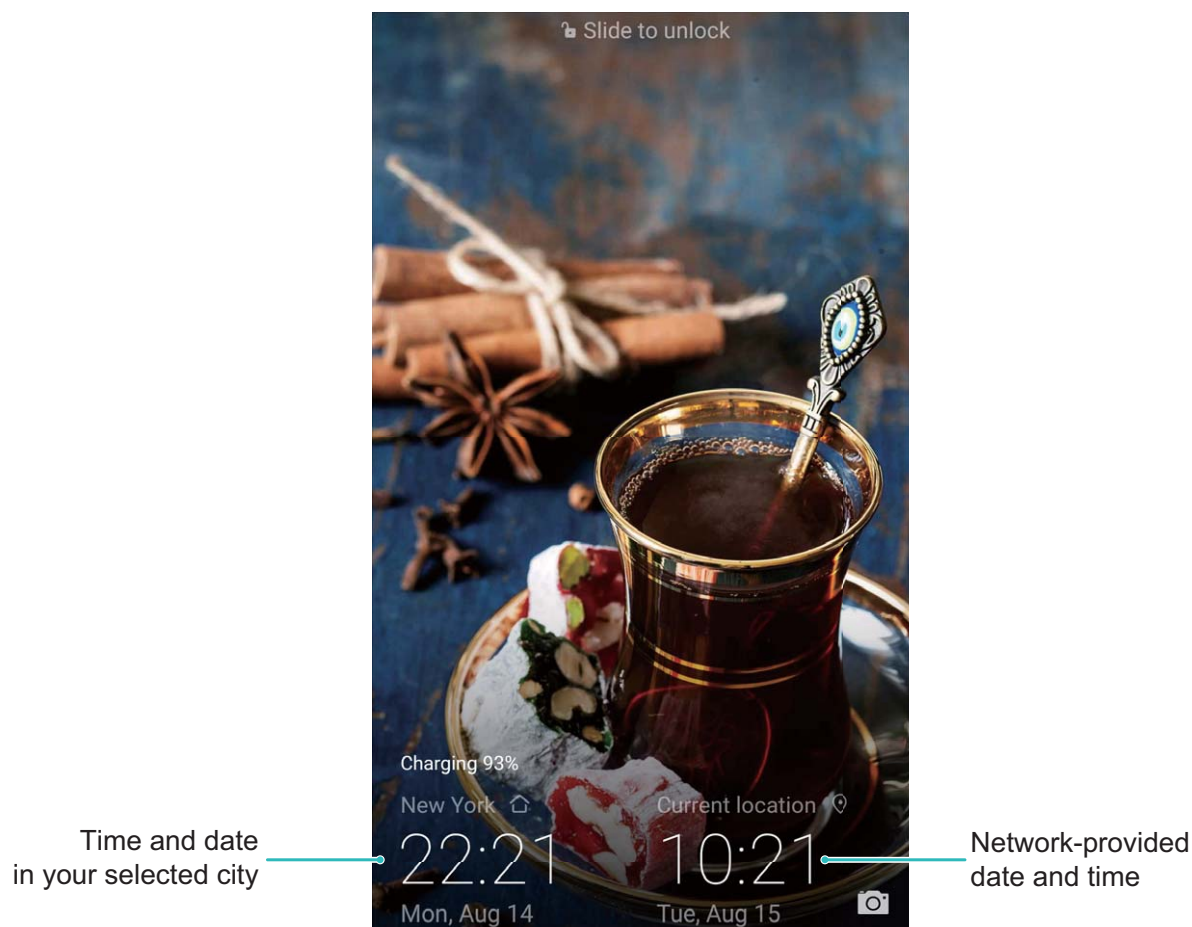 Slide to unlock
Charging 93%
New York
Current location
Time and date
in your selected city
22:21
10:21
Network-provided
date and time
Mon, Aug 14
Tue, Aug 15